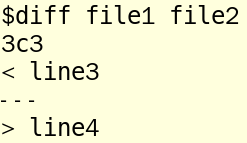 $diff file1 file2
3c3
< line3
---
> line4